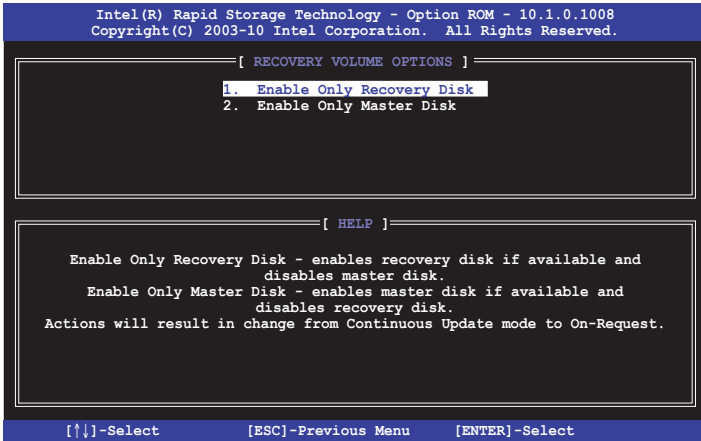 Intel(R) Rapid Storage Technology - Option ROM - 10.1.0.1008
Copyright(C) 2003-10 Intel Corporation. All Rights Reserved.
[ RECOVERY VOLUME OPTIONS ]
1. Enable Only Recovery Disk
2. Enable Only Master Disk
[ HELP ]
Enable Only Recovery Disk - enables recovery disk if available and
disables master disk.
Enable Only Master Disk - enables master disk if available and
disables recovery disk.
Actions will result in change from Continuous Update mode to On-Request.
[↑↓]-Select [ESC]-Previous Menu [ENTER]-Select